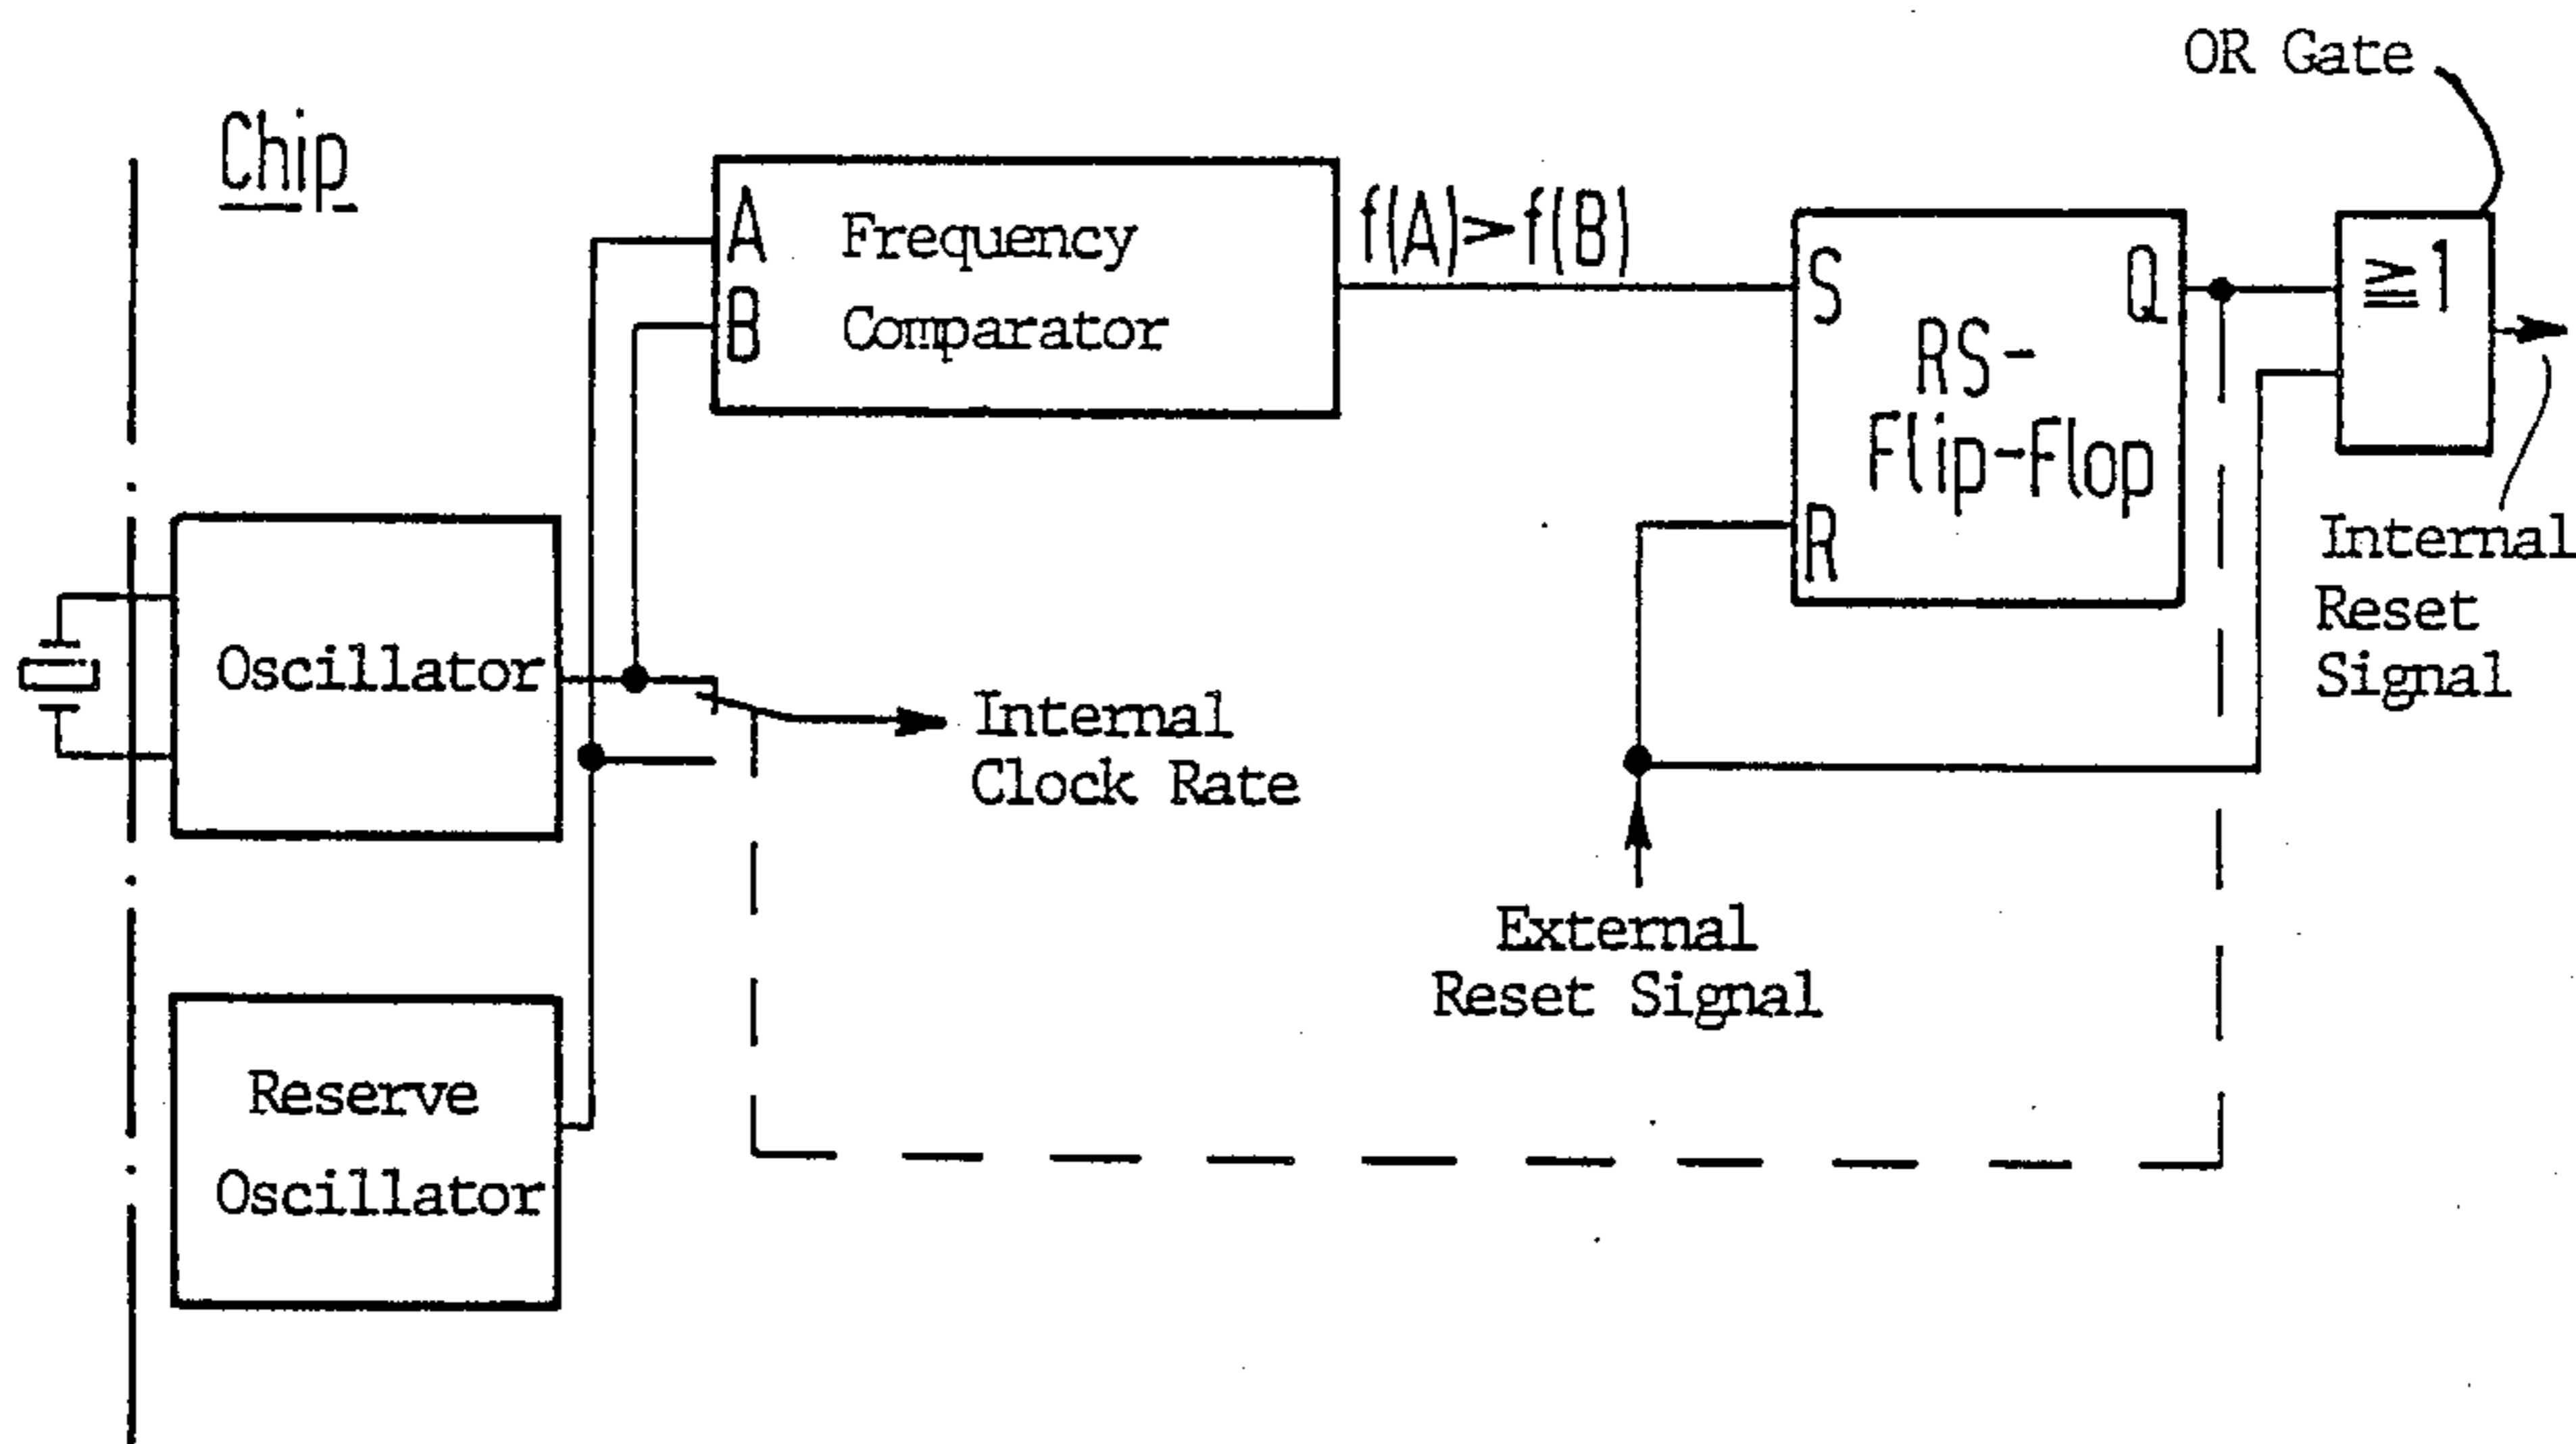 OR Gate
Chip
A
Frequency
B
Comparator
f(A)>f(B)
S
Q
RS-
Flip-Flop
R
≧1
Internal
Reset
Signal
Oscillator
Internal
Clock Rate
External
Reset Signal
Reserve
Oscillator